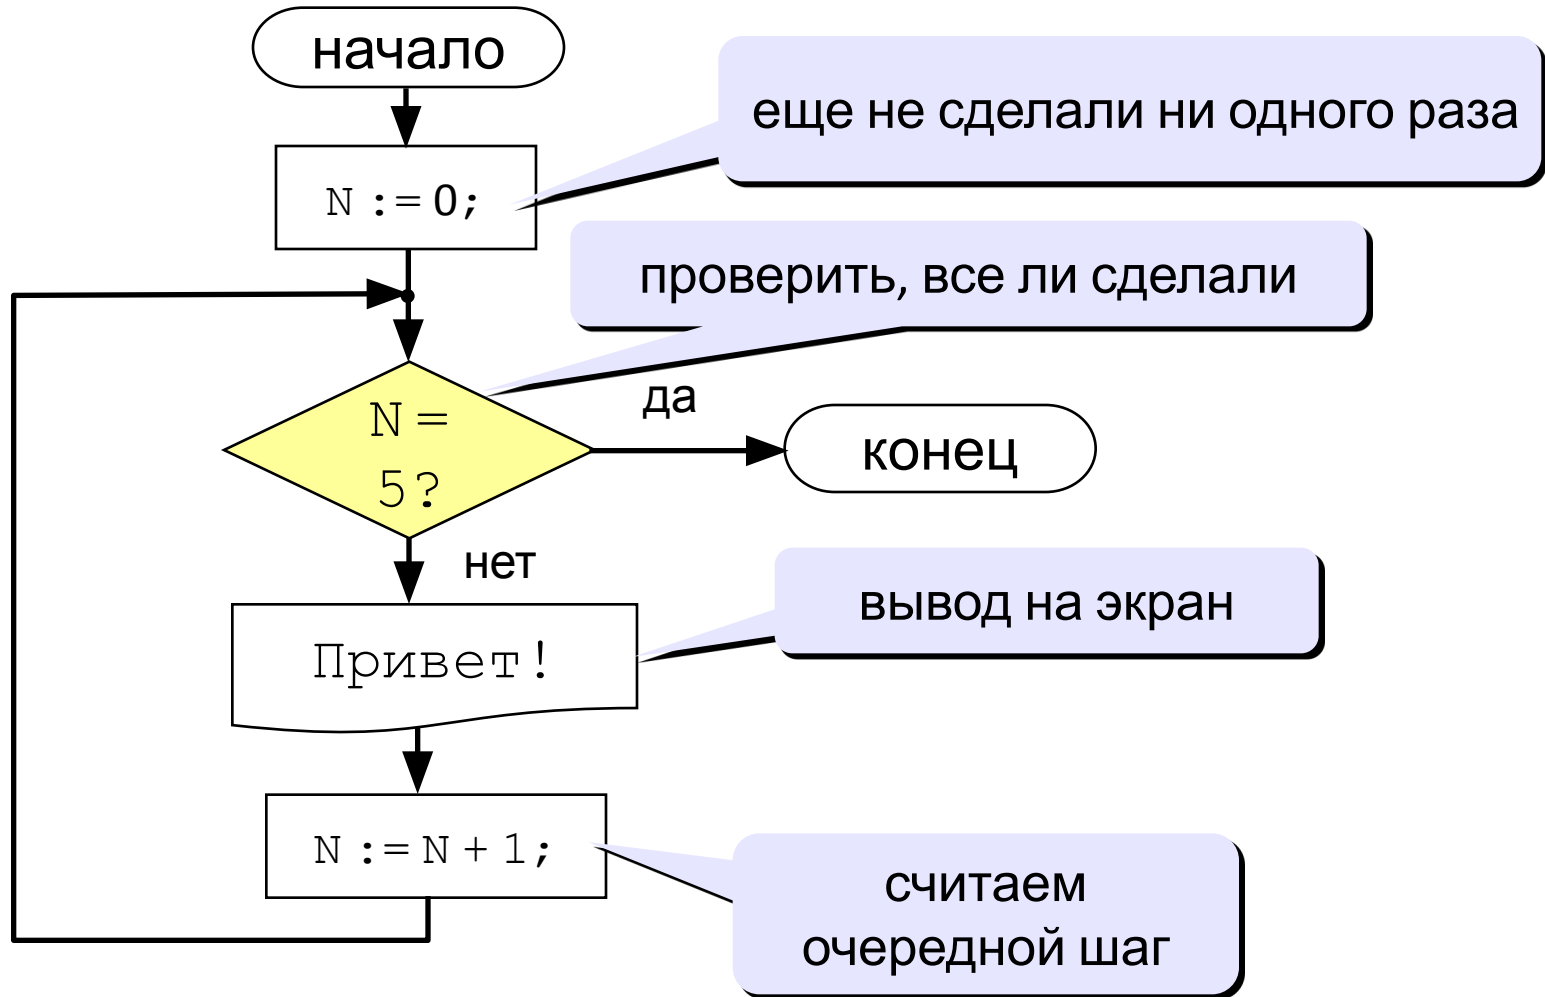 начало
еще не сделали ни одного раза
N := 0;
проверить, все ли сделали
да
N =
5?
конец
нет
вывод на экран
Привет!
N := N + 1;
считаем
очередной шаг